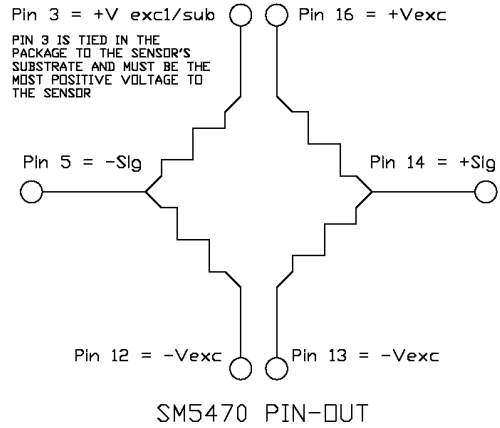 Pin 3 = +V exc1/sub
Pin 16 = +Vexc
PIN 3 IS TIED IN THE
PACKAGE TO THE SENSOR'S
SUBSTRATE AND MUST BE THE
MOST POSITIVE VOLTAGE TO
THE SENSOR
Pin 5 = -Sig
Pin 14 = +Sig
Pin 12 = -Vexc
Pin 13 = -Vexc
SM5470 PIN-OUT